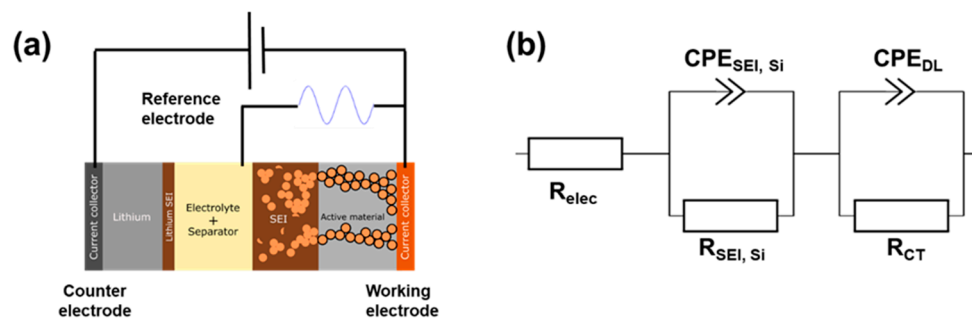 (a)
Reference
electrode
Current collector
Lithium
Lithium SEI
Electrolyte
+
Separator
SEI
Active material
Current collector
Counter
electrode
Working
electrode
(b)
CPE_SEI, Si
CPE_DL
R_elec
R_SEI, Si
R_CT